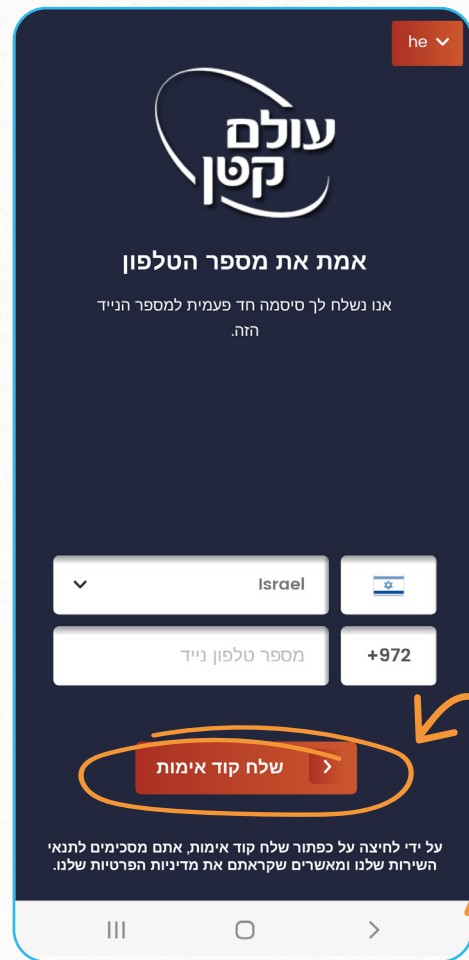 he
עולם
קטן
אמת את מספר הטלפון
אנו נשלח לך סיסמה חד פעמית למספר הנייד
הזה.
Israel
+972
מספר טלפון נייד
שלח קוד אימות
על ידי לחיצה על כפתור שלח קוד אימות, אתם מסכימים לתנאי
השירות שלנו ומאשרים שקראתם את מדיניות הפרטיות שלנו.